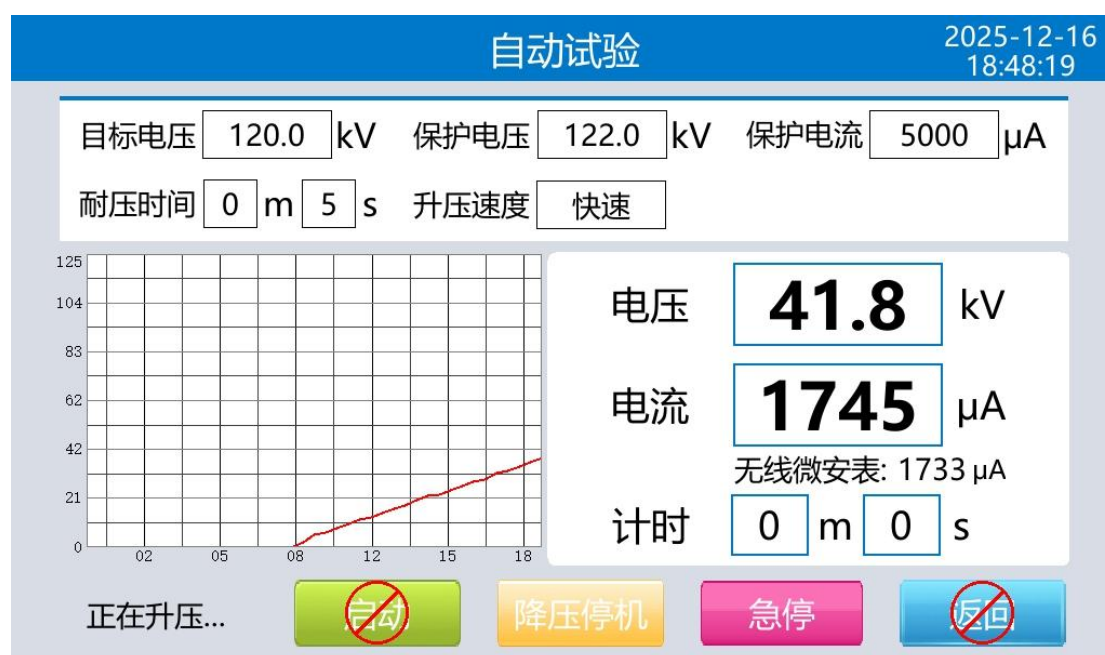 自动试验
2025-12-16
18:48:19
目标电压 120.0 kV 保护电压 122.0 kV 保护电流 5000 μA
耐压时间 0 m 5 s 升压速度 快速
125
104
83
62
42
21
0
02 05 08 12 15 18
电压 41.8 kV
电流 1745 μA
无线微安表: 1733 μA
计时 0 m 0 s
正在升压... 启动 降压停机 急停 返回